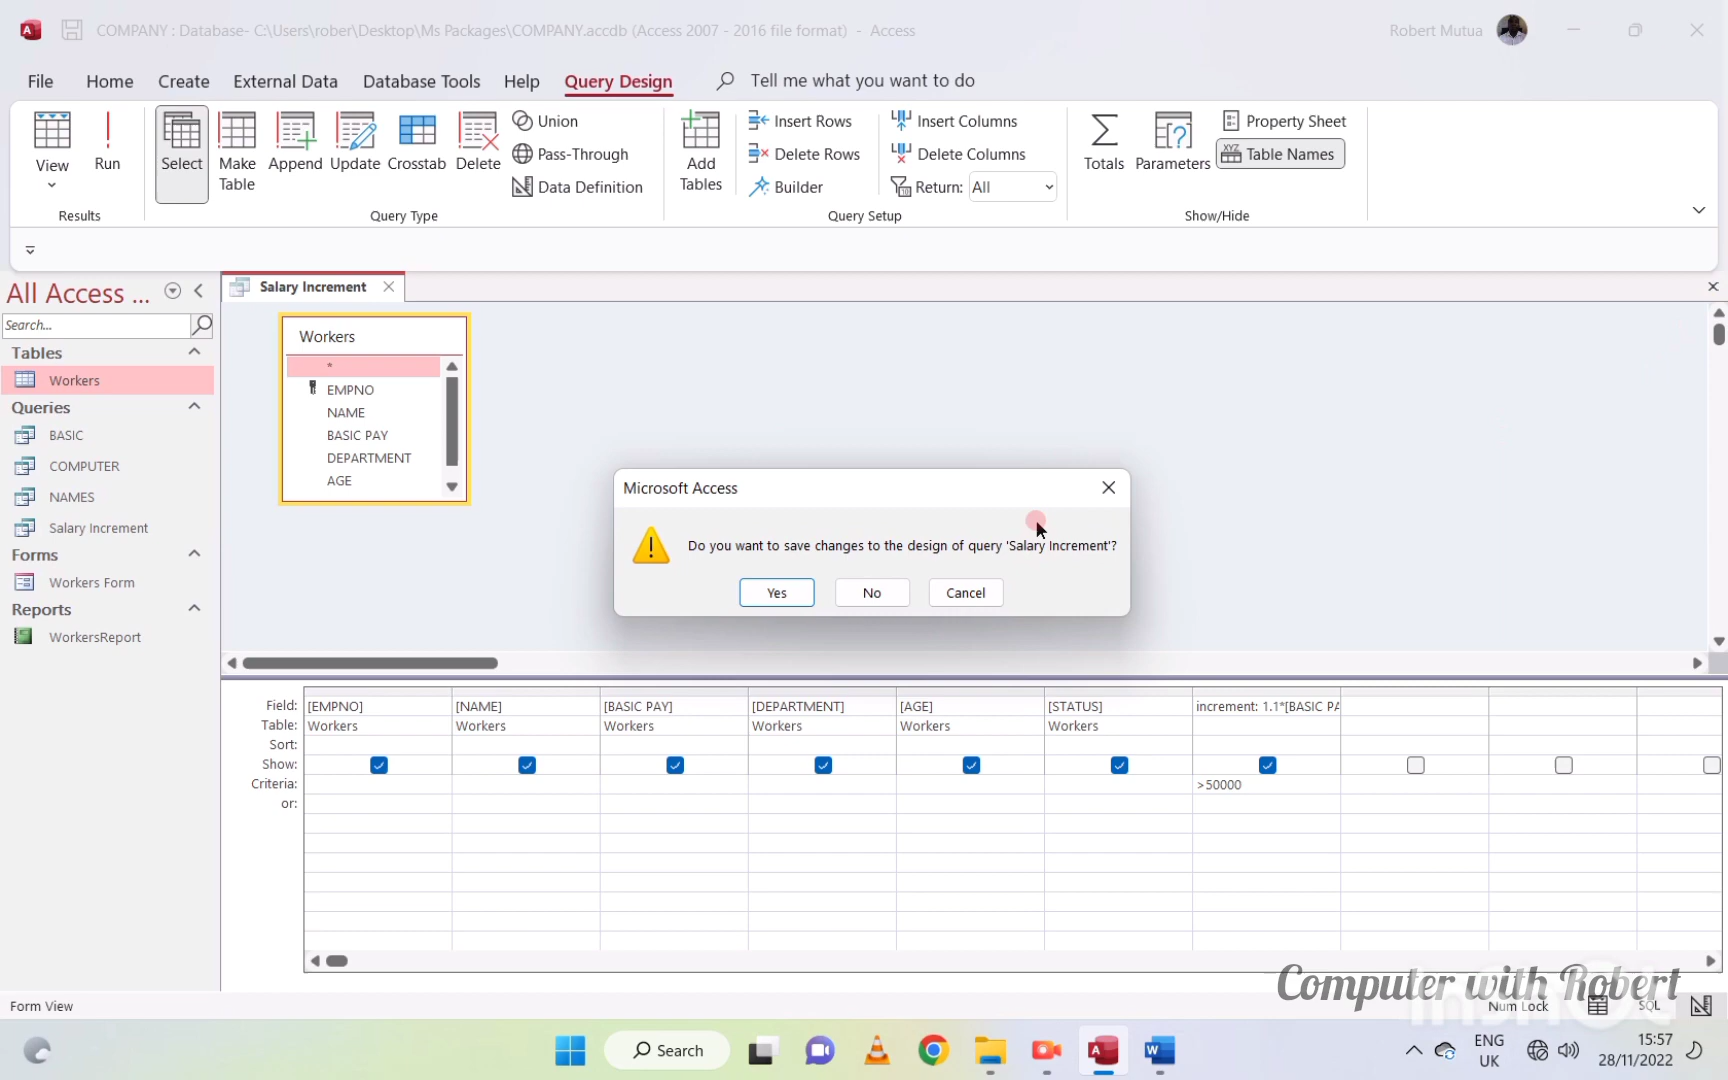 COMPANY : Database- C:\Users\rober\Desktop\Ms Packages\COMPANY.accdb (Access 2007 - 2016 file format) - Access
Robert Mutua
File Home Create External Data Database Tools Help Query Design Tell me what you want to do
View
Run
Results
Select
Make Table
Append
Update
Crosstab
Delete
Union
Pass-Through
Data Definition
Query Type
Add Tables
Insert Rows
Delete Rows
Builder
Insert Columns
Delete Columns
Return: All
Query Setup
Totals
Parameters
Property Sheet
XYZ Table Names
Show/Hide
All Access ...
Search...
Tables
Workers
Queries
BASIC
COMPUTER
NAMES
Salary Increment
Forms
Workers Form
Reports
WorkersReport
Salary Increment
Workers
*
EMPNO
NAME
BASIC PAY
DEPARTMENT
AGE
Microsoft Access
Do you want to save changes to the design of query 'Salary Increment'?
Yes No Cancel
Field: [EMPNO] [NAME] [BASIC PAY] [DEPARTMENT] [AGE] [STATUS] increment: 1.1*[BASIC PA
Table: Workers Workers Workers Workers Workers Workers
Sort:
Show:
Criteria: >50000
or:
Computer with Robert
Form View
Num Lock
SQL
Search
ENG
UK
15:57
28/11/2022